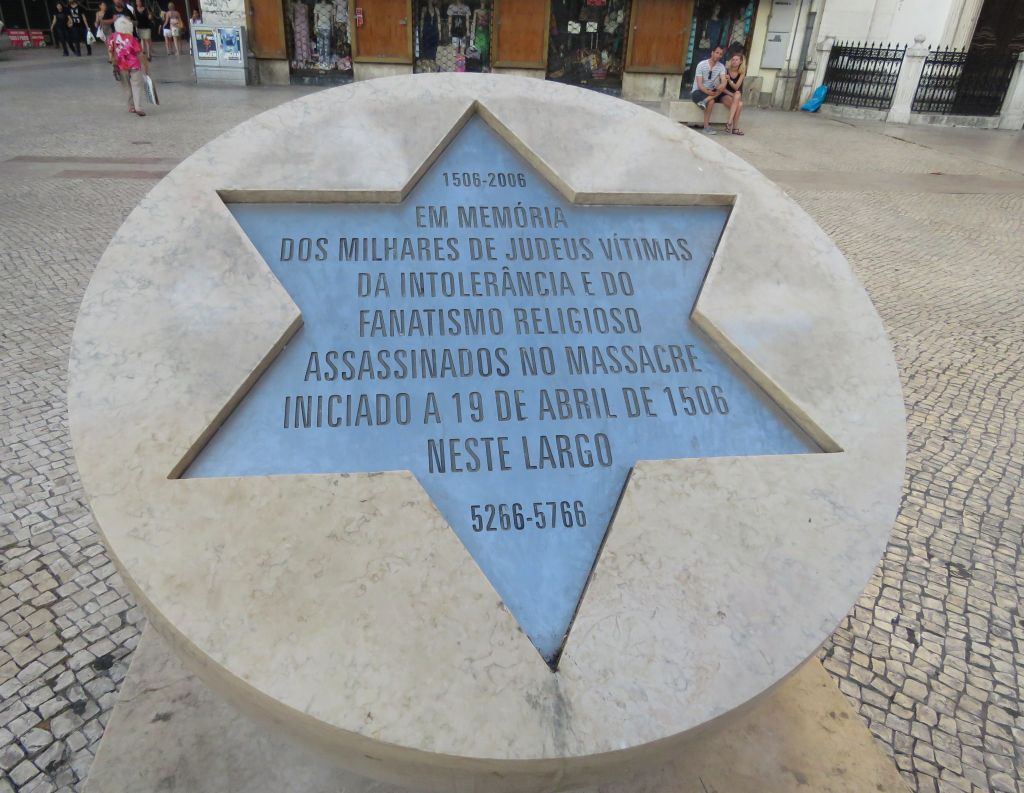 1506-2006
EM MEMÓRIA
DOS MILHARES DE JUDEUS VÍTIMAS
DA INTOLERÂNCIA E DO
FANATISMO RELIGIOSO
ASSASSINADOS NO MASSACRE
INICIADO A 19 DE ABRIL DE 1506
NESTE LARGO
5266-5766